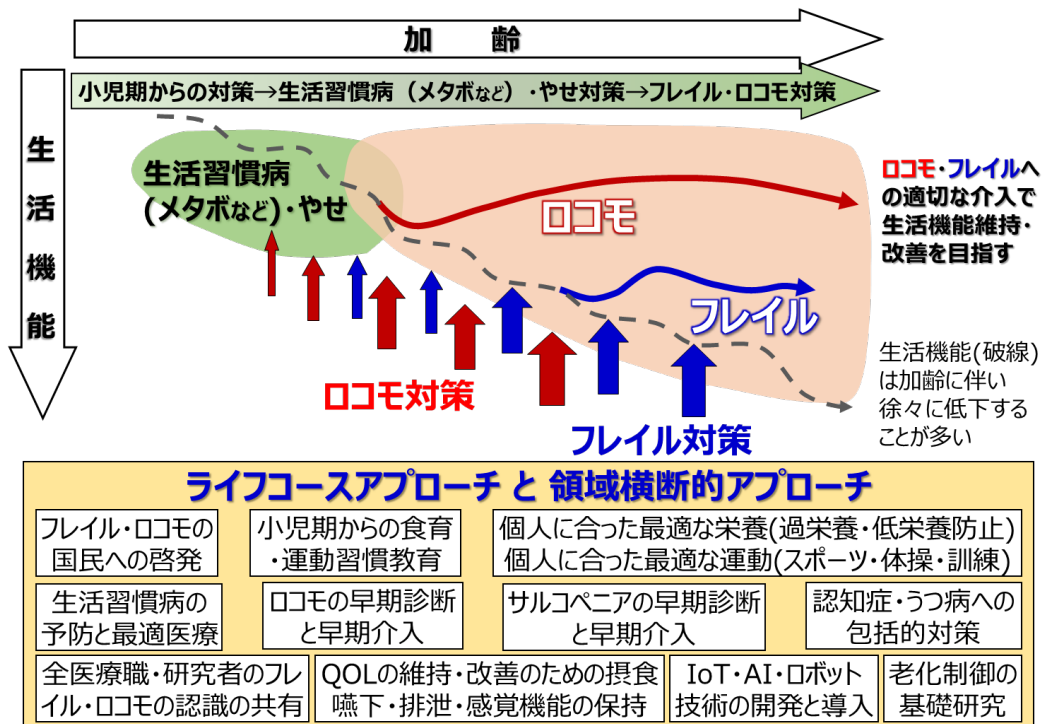 加　齢
小児期からの対策→生活習慣病（メタボなど）・やせ対策→フレイル・ロコモ対策
生活機能
生活習慣病
(メタボなど)・やせ
ロコモ
フレイル
ロコモ・フレイルへ
の適切な介入で
生活機能維持・
改善を目指す
生活機能(破線)
は加齢に伴い
徐々に低下する
ことが多い
ロコモ対策
フレイル対策
ライフコースアプローチ と 領域横断的アプローチ
フレイル・ロコモの
国民への啓発
小児期からの食育
・運動習慣教育
個人に合った最適な栄養(過栄養・低栄養防止)
個人に合った最適な運動(スポーツ・体操・訓練)
生活習慣病の
予防と最適医療
ロコモの早期診断
と早期介入
サルコペニアの早期診断
と早期介入
認知症・うつ病への
包括的対策
全医療職・研究者のフレ
イル・ロコモの認識の共有
QOLの維持・改善のための摂食
嚥下・排泄・感覚機能の保持
IoT・AI・ロボット
技術の開発と導入
老化制御の
基礎研究